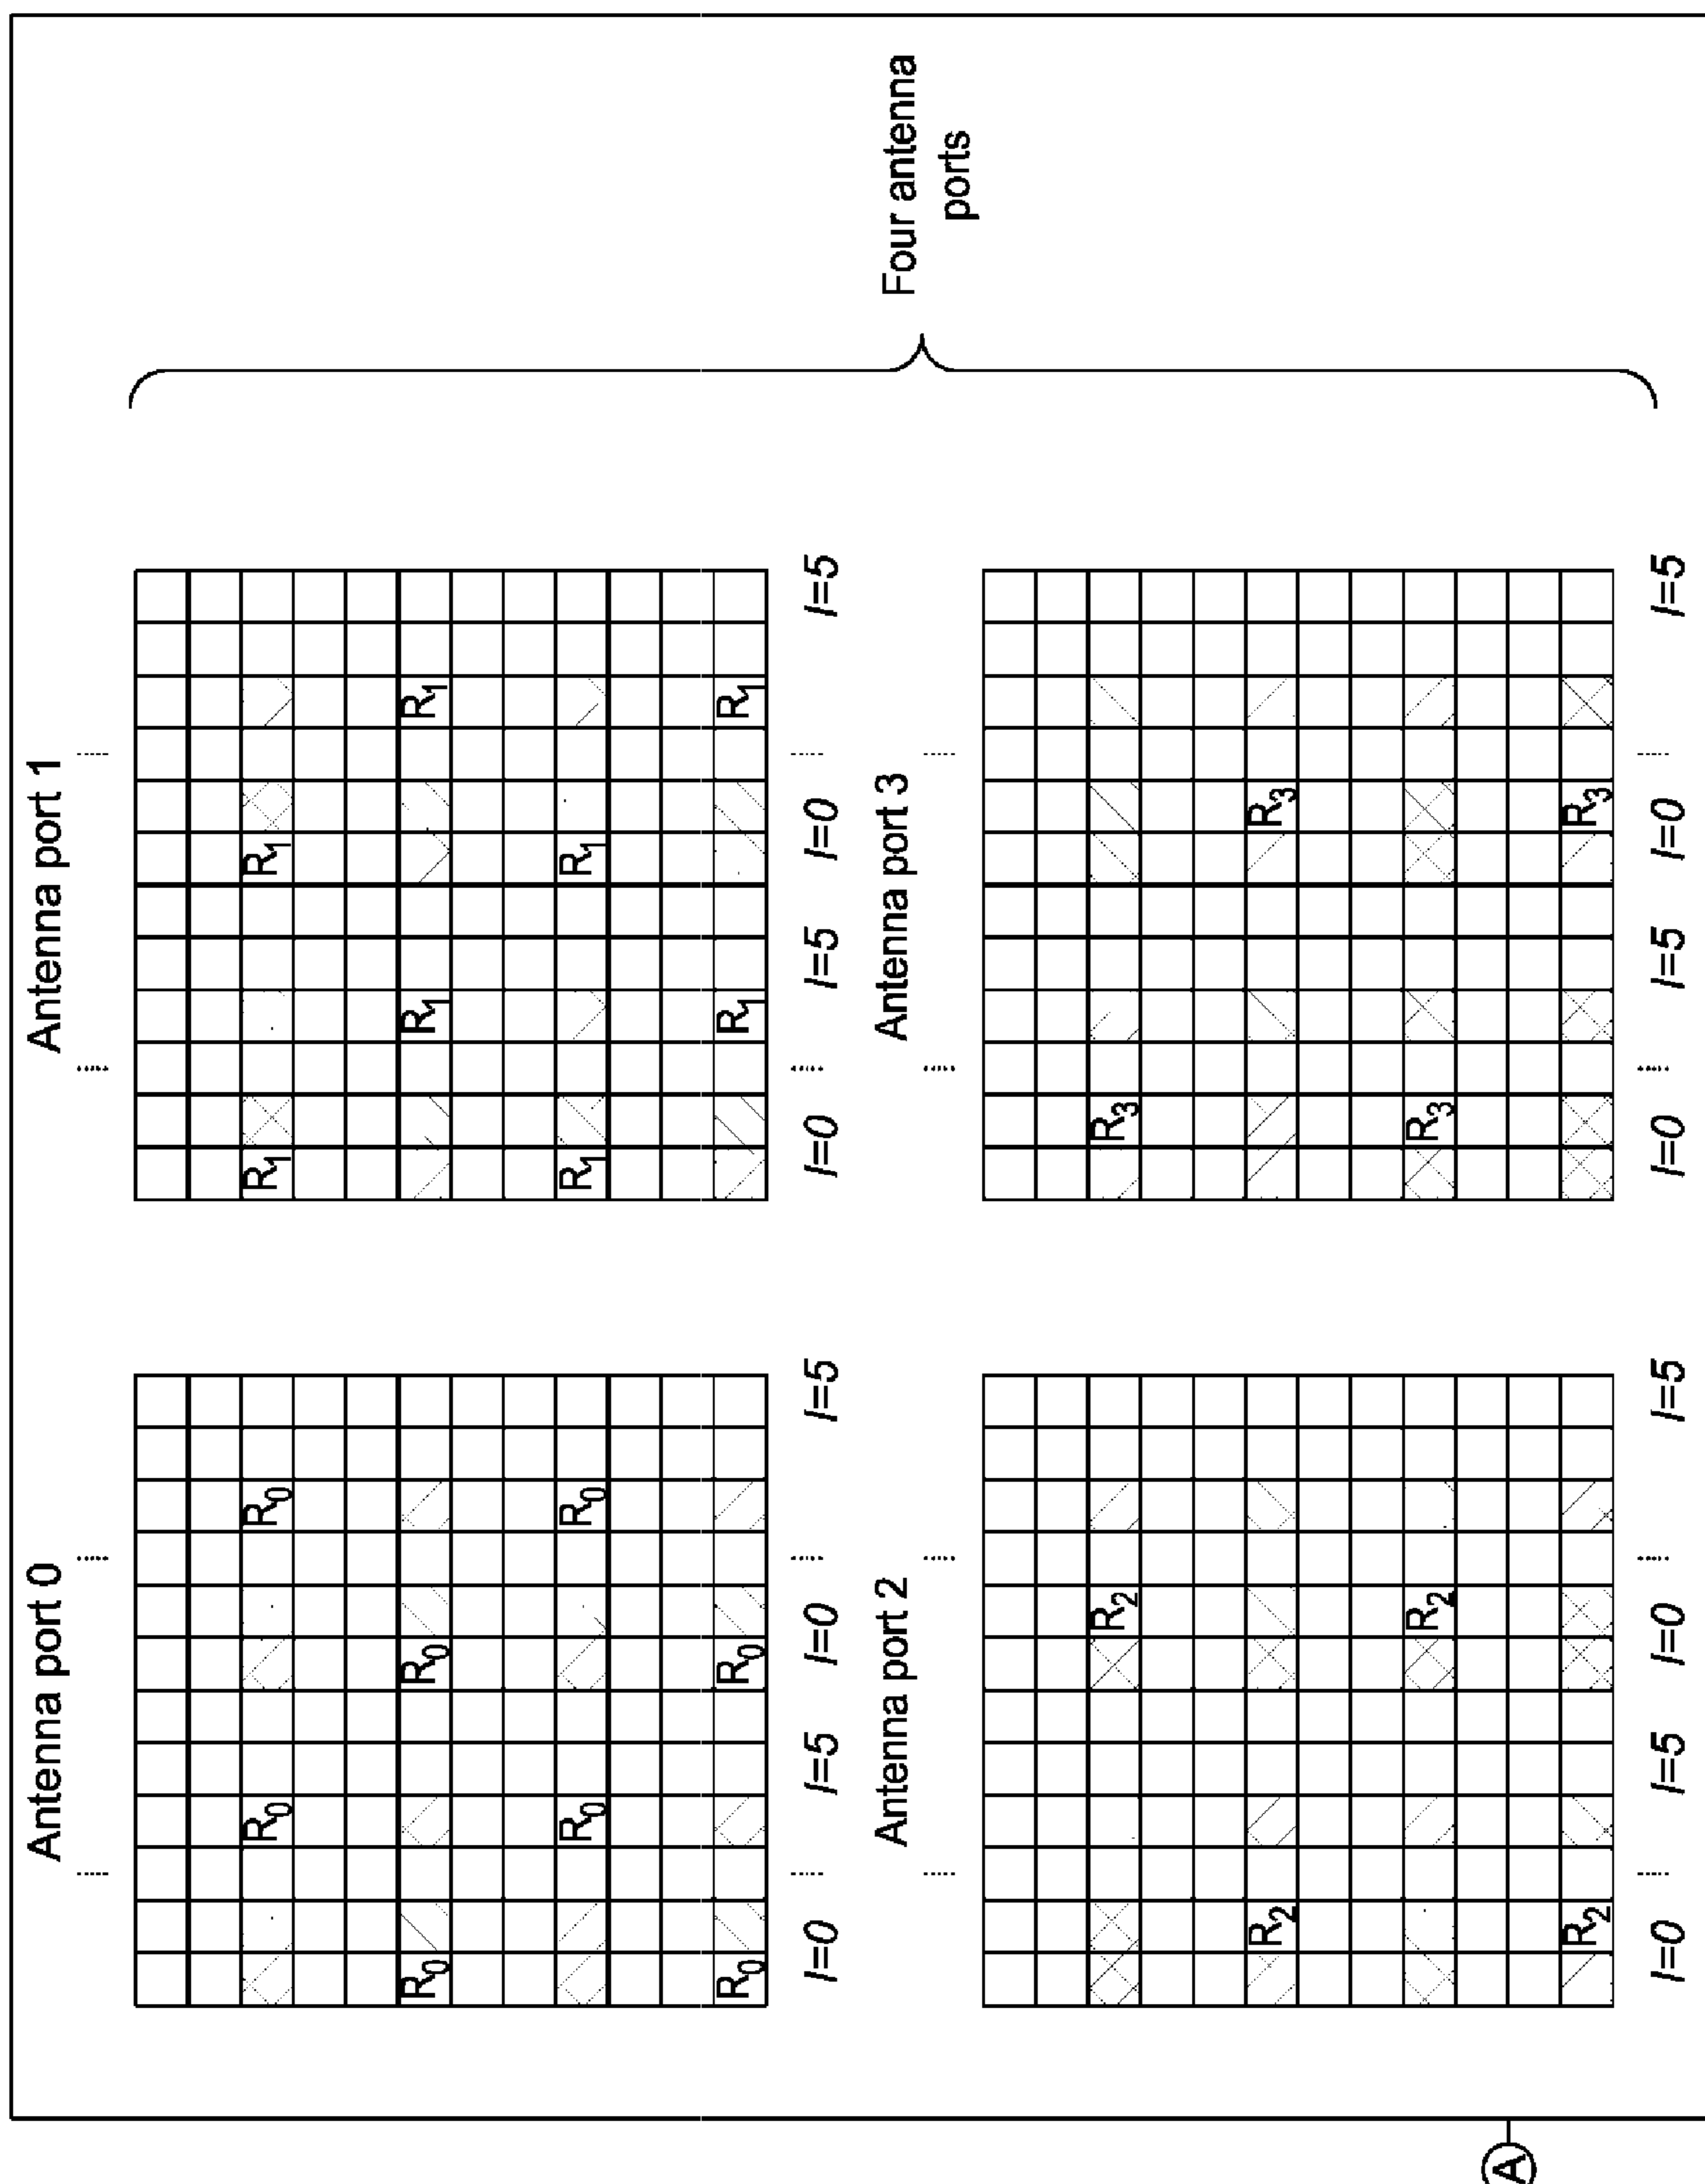 Antenna port 0
R₀ R₀
R₀ R₀
R₀ R₀
R₀ R₀
l=0 l=5 l=0 l=5
Antenna port 1
R₁ R₁
R₁ R₁
R₁ R₁
R₁ R₁
l=0 l=5 l=0 l=5
Antenna port 2
R₂
R₂
R₂
R₂
l=0 l=5 l=0 l=5
Antenna port 3
R₃
R₃
R₃
R₃
l=0 l=5 l=0 l=5
Four antenna
ports
A